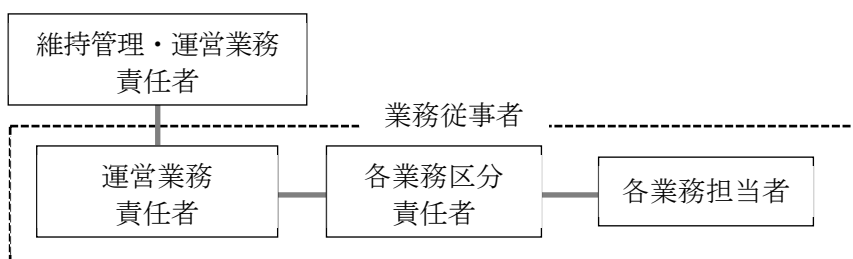 維持管理・運営業務
責任者
業務従事者
運営業務
責任者
各業務区分
責任者
各業務担当者